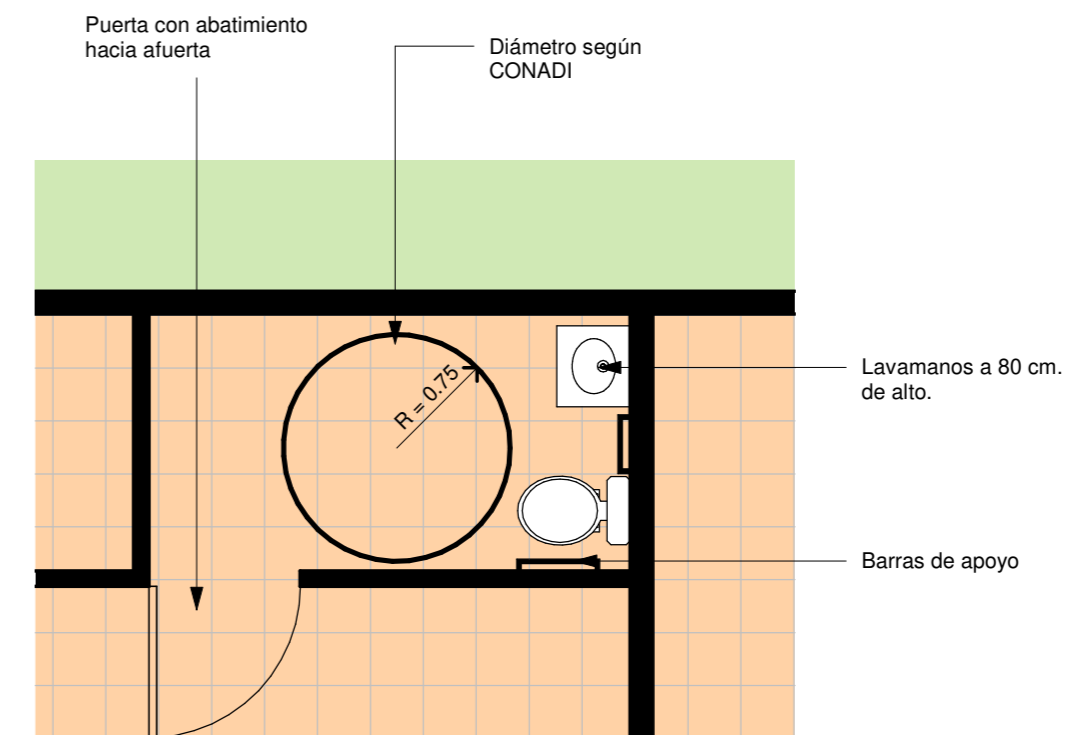 Puerta con abatimiento
hacia afuerta
Diámetro según
CONADI
R = 0.75
Lavamanos a 80 cm.
de alto.
Barras de apoyo